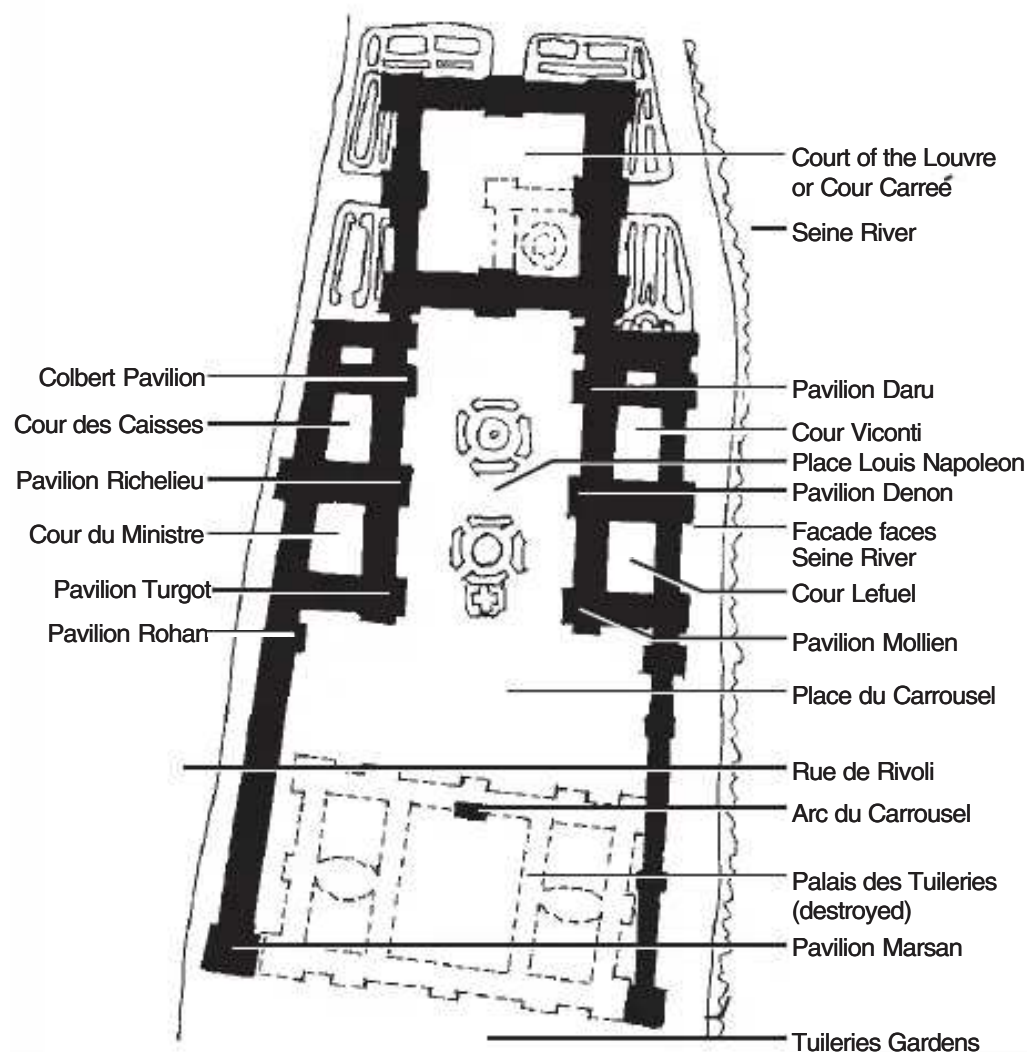 Court of the Louvre
or Cour Carreé
Seine River
Colbert Pavilion
Cour des Caisses
Pavilion Richelieu
Cour du Ministre
Pavilion Turgot
Pavilion Rohan
Pavilion Daru
Cour Viconti
Place Louis Napoleon
Pavilion Denon
Facade faces
Seine River
Cour Lefuel
Pavilion Mollien
Place du Carrousel
Rue de Rivoli
Arc du Carrousel
Palais des Tuileries
(destroyed)
Pavilion Marsan
Tuileries Gardens